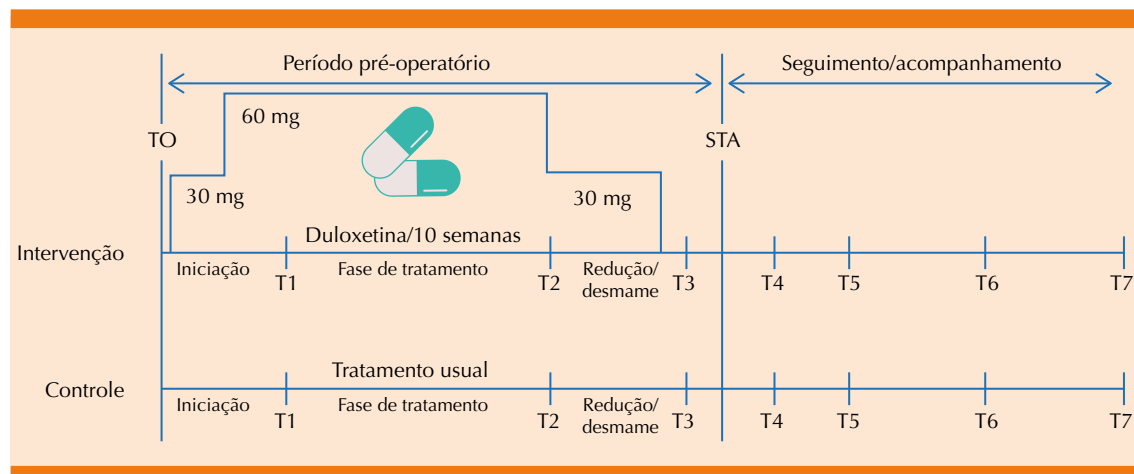 Período pré-operatório
Seguimento/acompanhamento
60 mg
TO
STA
30 mg
30 mg
Duloxetina/10 semanas
Intervenção
Iniciação
T1
Fase de tratamento
T2
Redução/
desmame
T3
T4
T5
T6
T7
Tratamento usual
Controle
Iniciação
T1
Fase de tratamento
T2
Redução/
desmame
T3
T4
T5
T6
T7